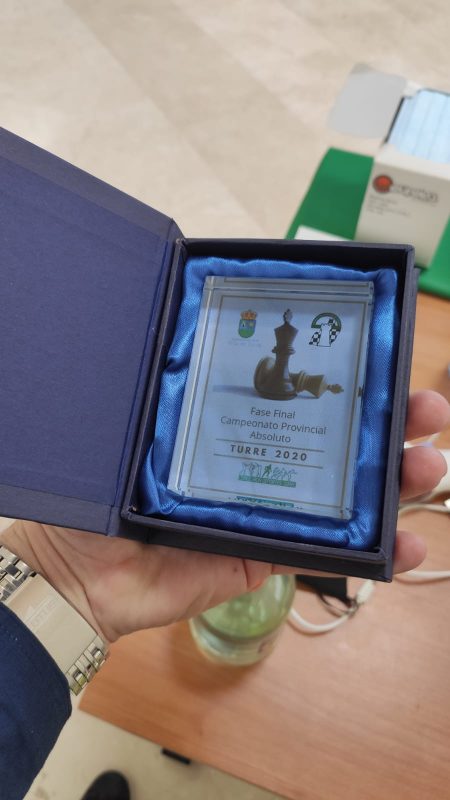 Fase Final
Campeonato Provincial
Absoluto
TURRE 2020